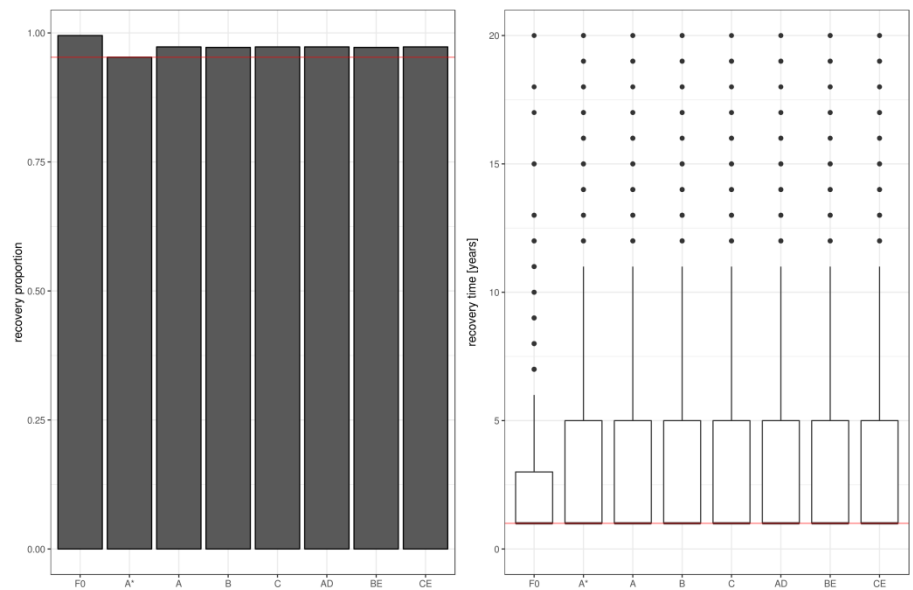 1.00
0.75
0.50
0.25
0.00
recovery proportion
F0 A* A B C AD BE CE
20
15
10
5
0
recovery time [years]
F0 A* A B C AD BE CE